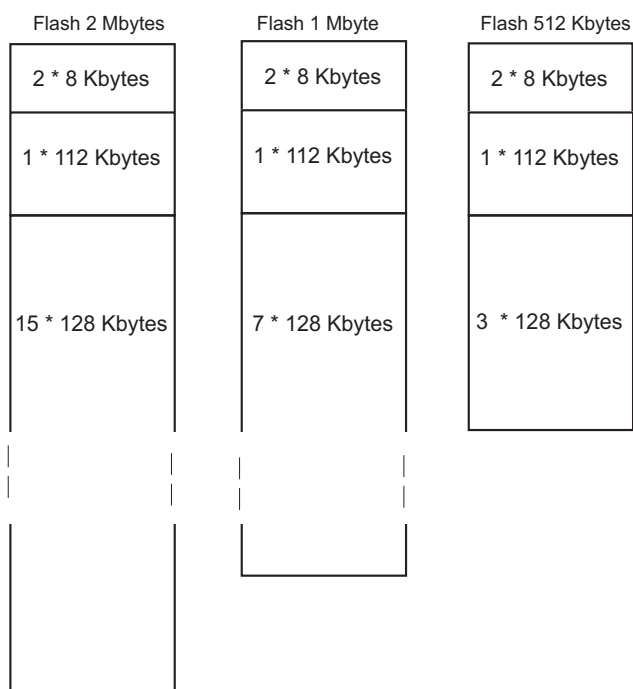 Flash 2 Mbytes
Flash 1 Mbyte
Flash 512 Kbytes
2 * 8 Kbytes
2 * 8 Kbytes
2 * 8 Kbytes
1 * 112 Kbytes
1 * 112 Kbytes
1 * 112 Kbytes
15 * 128 Kbytes
7 * 128 Kbytes
3 * 128 Kbytes